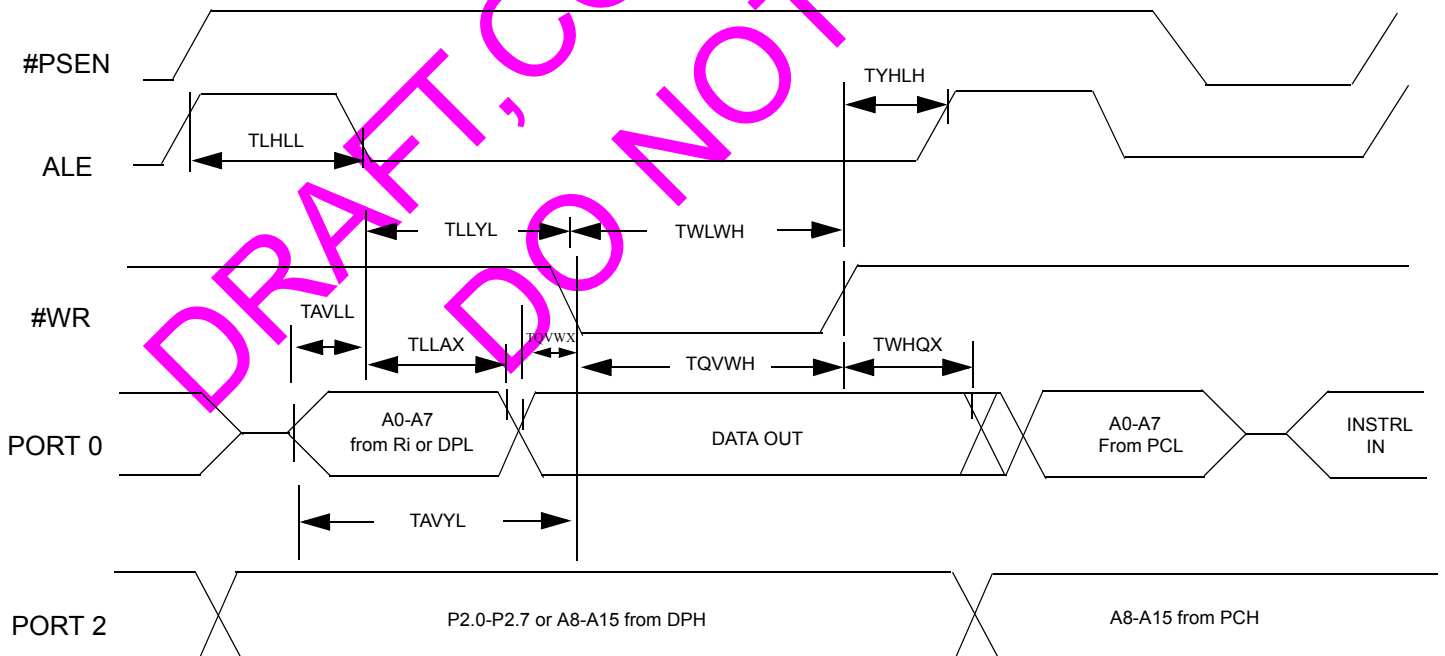 DRAFT, CO
DO NOT
#PSEN
TYHLH
TLHLL
ALE
TLLYL
TWLWH
#WR
TAVLL
TLLAX
TQVWX
TQVWH
TWHQX
PORT 0
A0-A7
from Ri or DPL
DATA OUT
A0-A7
From PCL
INSTRL
IN
TAVYL
PORT 2
P2.0-P2.7 or A8-A15 from DPH
A8-A15 from PCH